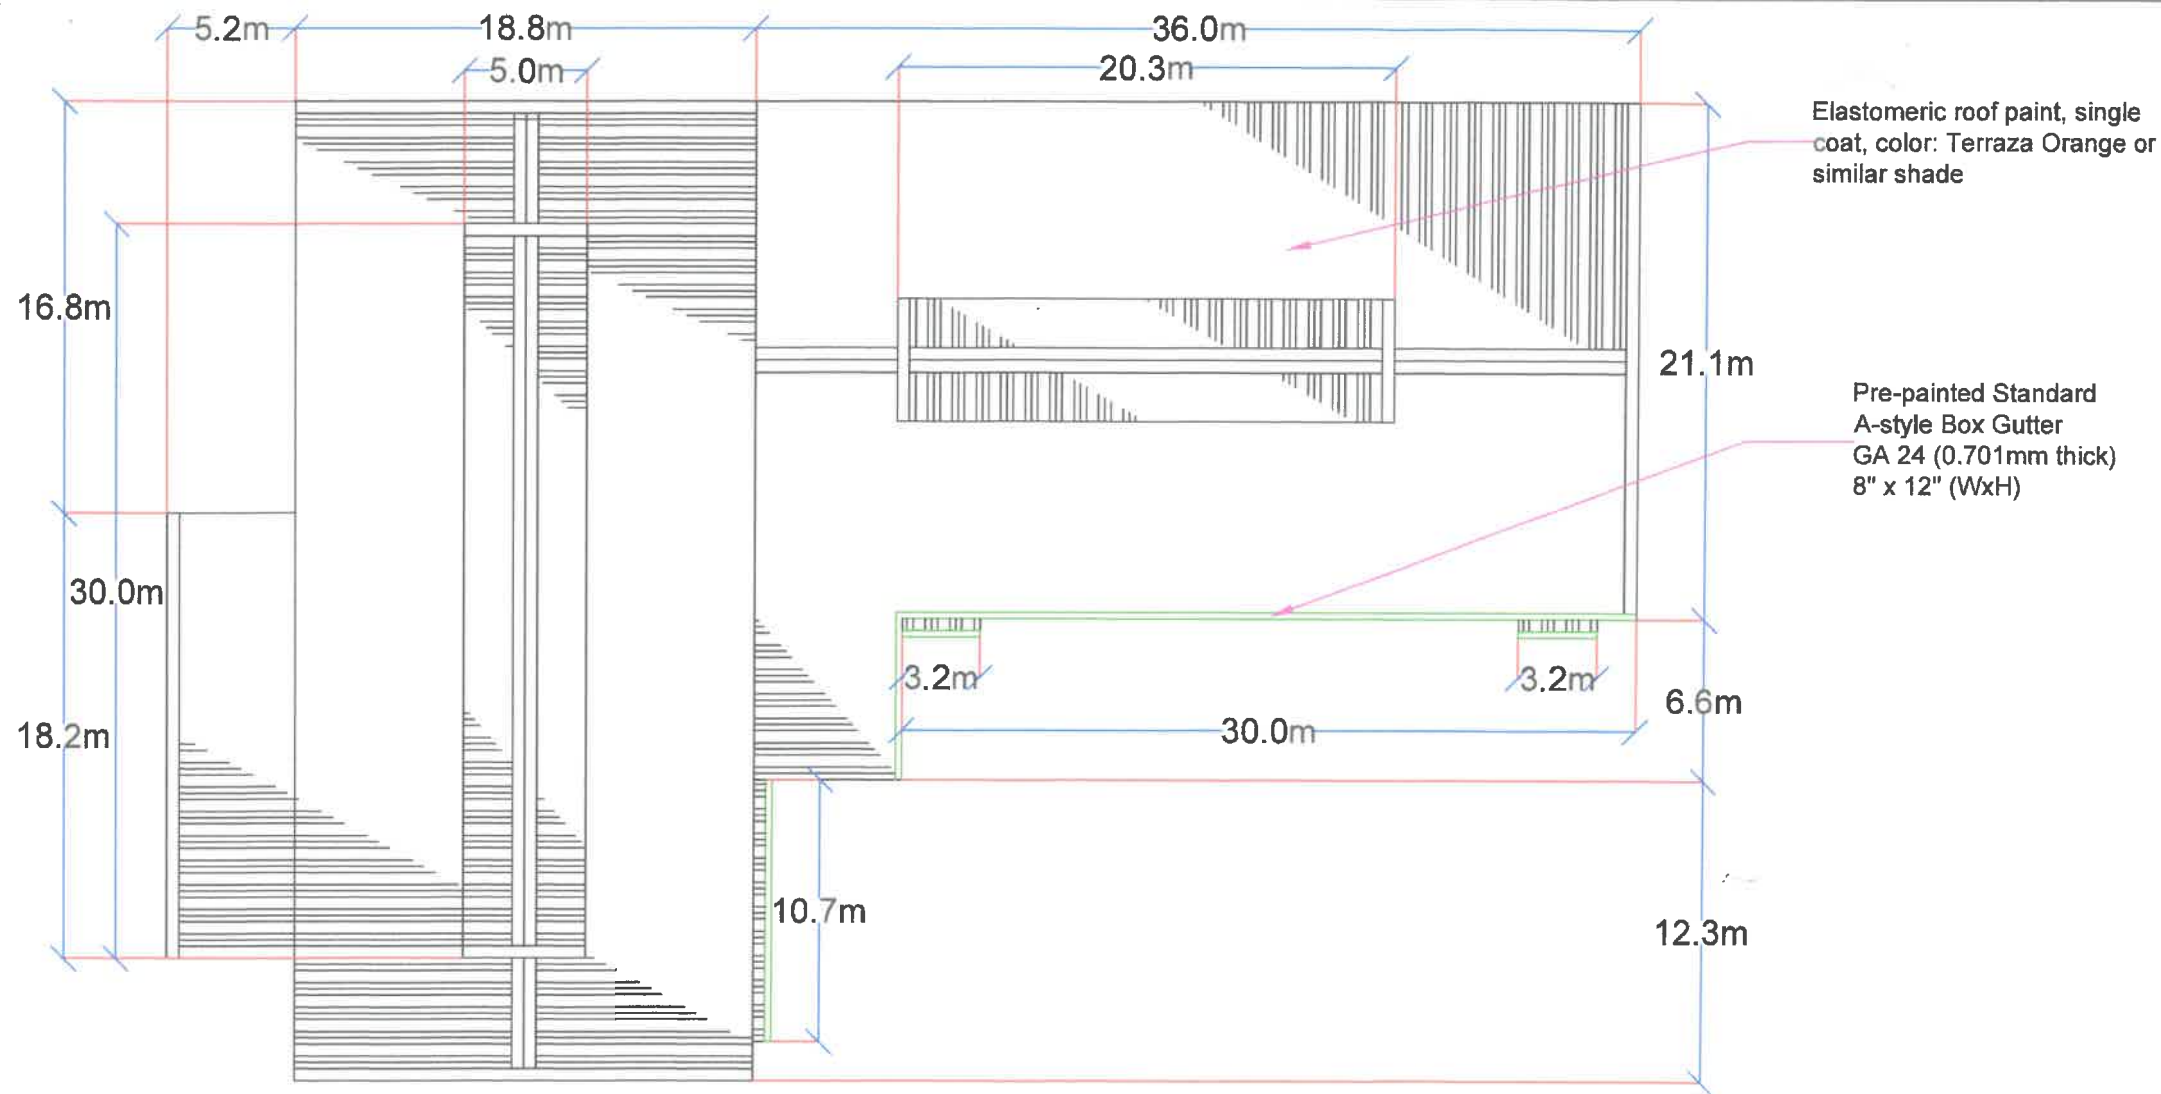 5.2m
18.8m
36.0m
5.0m
20.3m
Elastomeric roof paint, single
coat, color: Terraza Orange or
similar shade
16.8m
21.1m
Pre-painted Standard
A-style Box Gutter
GA 24 (0.701mm thick)
8" x 12" (WxH)
30.0m
3.2m
3.2m
6.6m
18.2m
30.0m
10.7m
12.3m